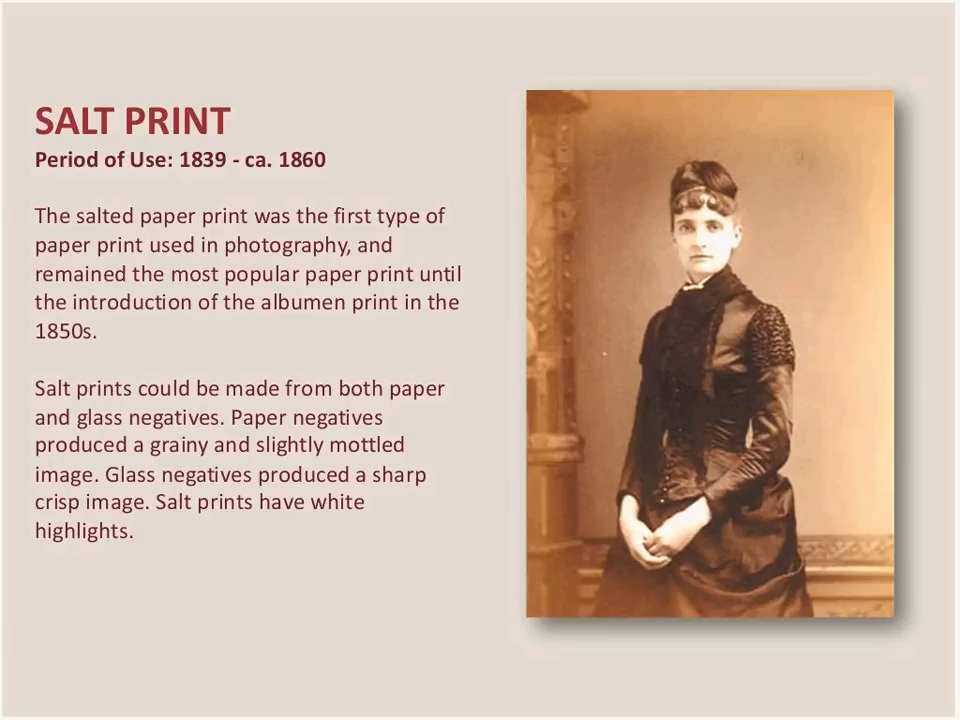 SALT PRINT
Period of Use: 1839 - ca. 1860
The salted paper print was the first type of
paper print used in photography, and
remained the most popular paper print until
the introduction of the albumen print in the
1850s.
Salt prints could be made from both paper
and glass negatives. Paper negatives
produced a grainy and slightly mottled
image. Glass negatives produced a sharp
crisp image. Salt prints have white
highlights.